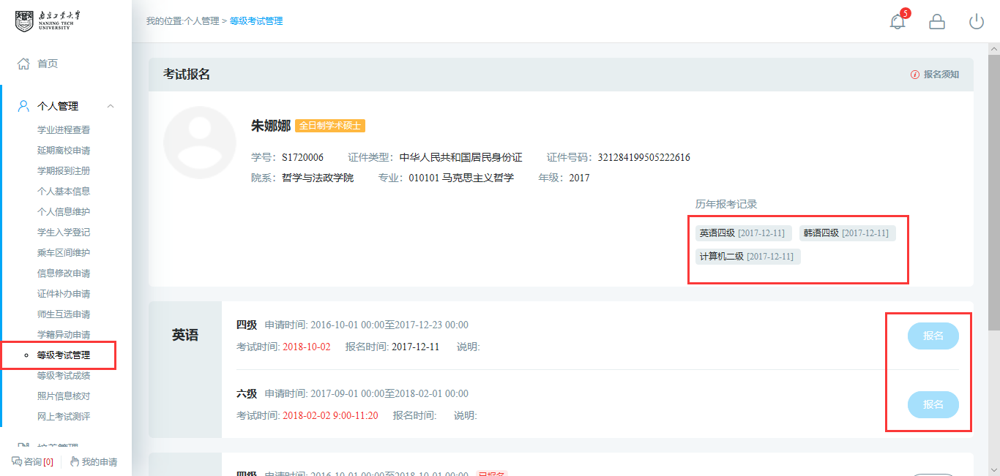 南京工业大学
NANJING TECH
UNIVERSITY
我的位置:个人管理 > 等级考试管理
5
首页
个人管理
学业进程查看
延期离校申请
学期报到注册
个人基本信息
个人信息维护
学生入学登记
乘车区间维护
信息修改申请
证件补办申请
师生互选申请
学籍异动申请
等级考试管理
等级考试成绩
照片信息核对
网上考试测评
培养管理
咨询[0]
我的申请
考试报名
报名须知
朱娜娜 全日制学术硕士
学号: S1720006 证件类型: 中华人民共和国居民身份证 证件号码: 321284199505222616
院系: 哲学与法政学院 专业: 010101 马克思主义哲学 年级: 2017
历年报考记录
英语四级 [2017-12-11] 韩语四级 [2017-12-11]
计算机二级 [2017-12-11]
英语
四级 申请时间: 2016-10-01 00:00至2017-12-23 00:00
考试时间: 2018-10-02 报名时间: 2017-12-11 说明:
报名
六级 申请时间: 2017-09-01 00:00至2018-02-01 00:00
考试时间: 2018-02-02 9:00-11:20 报名时间: 说明:
报名
四级 申请时间: 2016-10-01 00:00至2018-10-01 00:00 已报名